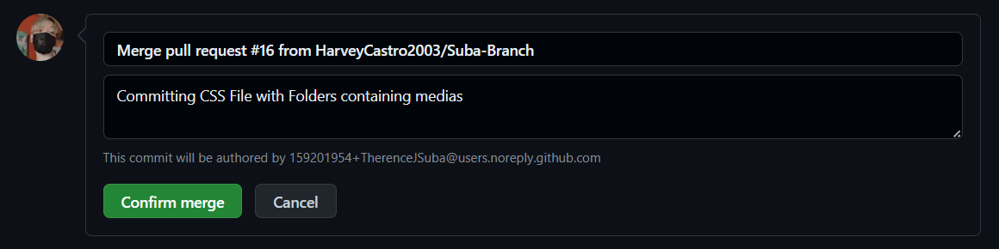 Merge pull request #16 from HarveyCastro2003/Suba-Branch
Committing CSS File with Folders containing medias
This commit will be authored by 159201954+TherenceJSuba@users.noreply.github.com
Confirm merge
Cancel